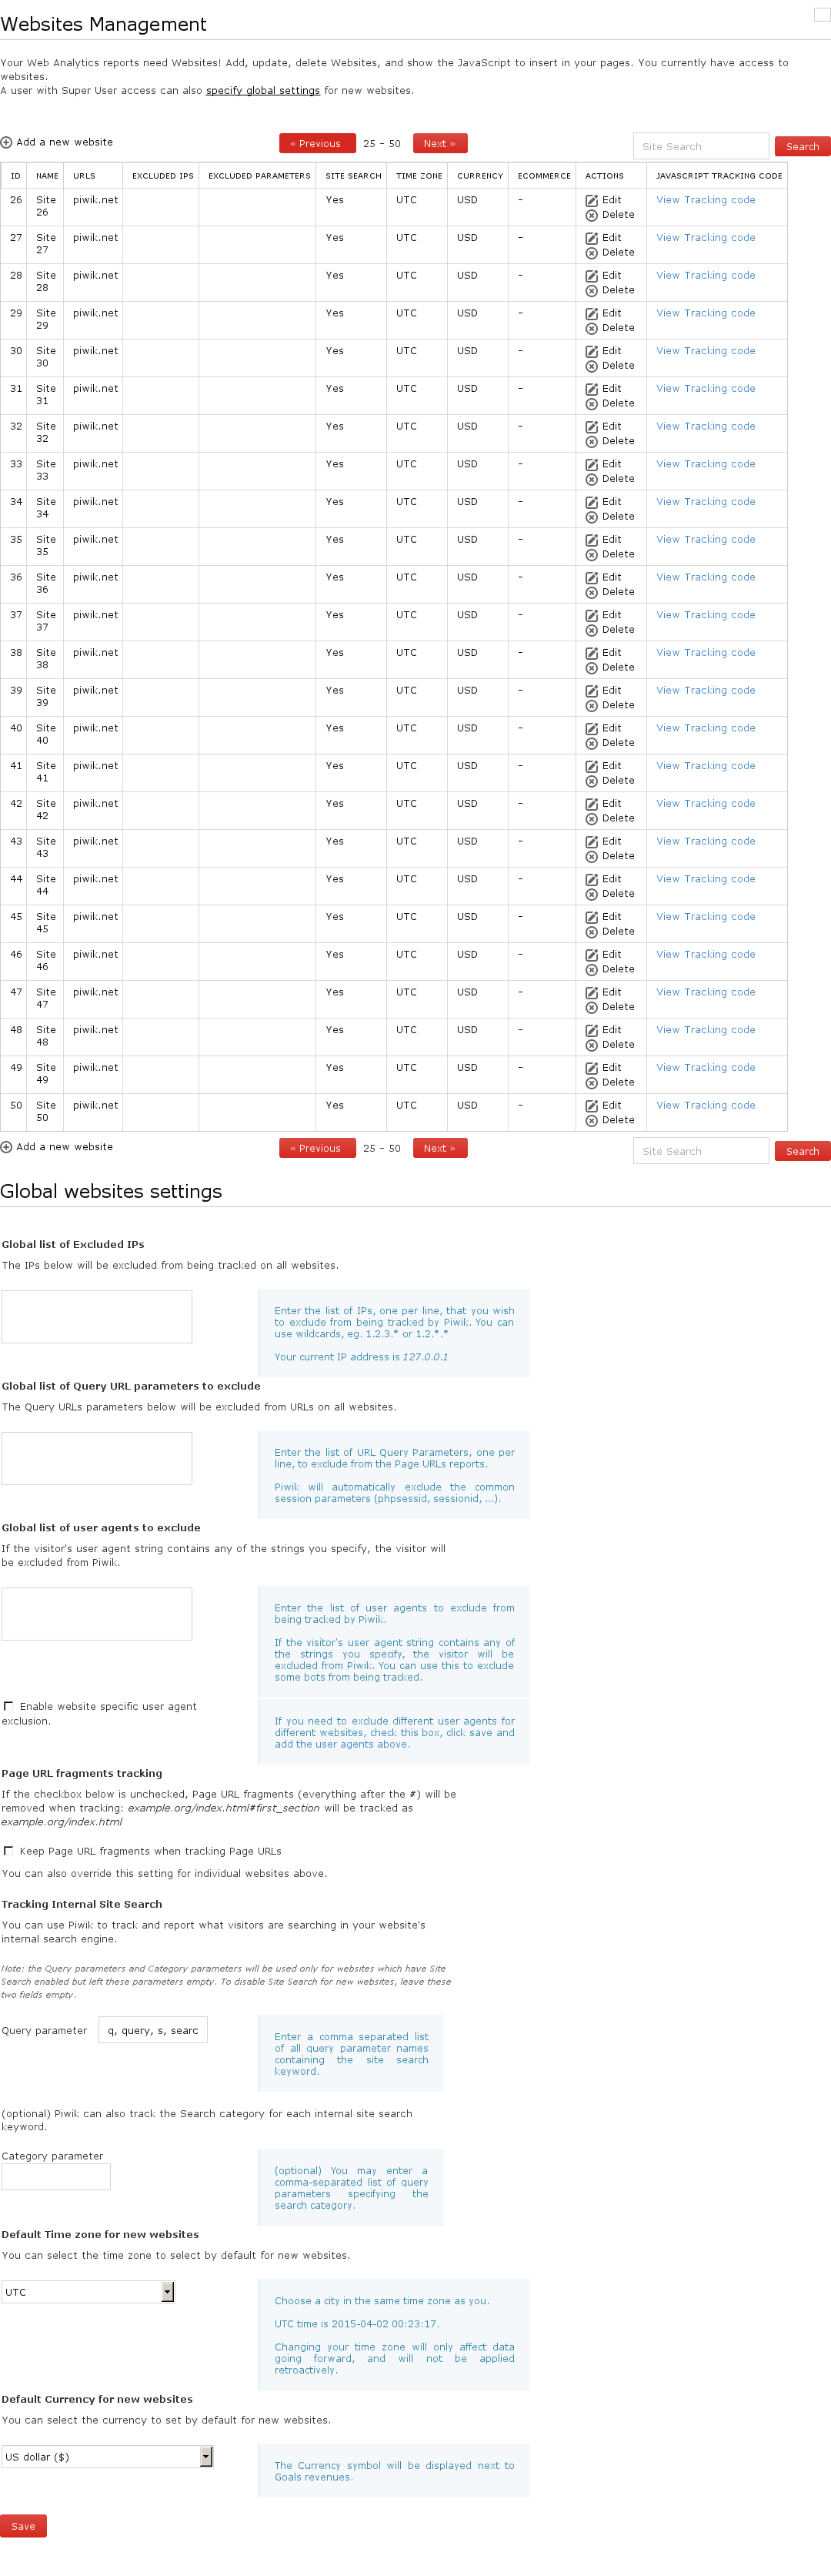 Websites Management
Your Web Analytics reports need Websites! Add, update, delete Websites, and show the JavaScript to insert in your pages. You currently have access to
websites.
A user with Super User access can also specify global settings for new websites.
Add a new website « Previous 25 - 50 Next » Site Search Search
ID NAME URLS EXCLUDED IPS EXCLUDED PARAMETERS SITE SEARCH TIME ZONE CURRENCY ECOMMERCE ACTIONS JAVASCRIPT TRACKING CODE
26 Site piwik.net Yes UTC USD - Edit View Tracking code
26 Delete
27 Site piwik.net Yes UTC USD - Edit View Tracking code
27 Delete
28 Site piwik.net Yes UTC USD - Edit View Tracking code
28 Delete
29 Site piwik.net Yes UTC USD - Edit View Tracking code
29 Delete
30 Site piwik.net Yes UTC USD - Edit View Tracking code
30 Delete
31 Site piwik.net Yes UTC USD - Edit View Tracking code
31 Delete
32 Site piwik.net Yes UTC USD - Edit View Tracking code
32 Delete
33 Site piwik.net Yes UTC USD - Edit View Tracking code
33 Delete
34 Site piwik.net Yes UTC USD - Edit View Tracking code
34 Delete
35 Site piwik.net Yes UTC USD - Edit View Tracking code
35 Delete
36 Site piwik.net Yes UTC USD - Edit View Tracking code
36 Delete
37 Site piwik.net Yes UTC USD - Edit View Tracking code
37 Delete
38 Site piwik.net Yes UTC USD - Edit View Tracking code
38 Delete
39 Site piwik.net Yes UTC USD - Edit View Tracking code
39 Delete
40 Site piwik.net Yes UTC USD - Edit View Tracking code
40 Delete
41 Site piwik.net Yes UTC USD - Edit View Tracking code
41 Delete
42 Site piwik.net Yes UTC USD - Edit View Tracking code
42 Delete
43 Site piwik.net Yes UTC USD - Edit View Tracking code
43 Delete
44 Site piwik.net Yes UTC USD - Edit View Tracking code
44 Delete
45 Site piwik.net Yes UTC USD - Edit View Tracking code
45 Delete
46 Site piwik.net Yes UTC USD - Edit View Tracking code
46 Delete
47 Site piwik.net Yes UTC USD - Edit View Tracking code
47 Delete
48 Site piwik.net Yes UTC USD - Edit View Tracking code
48 Delete
49 Site piwik.net Yes UTC USD - Edit View Tracking code
49 Delete
50 Site piwik.net Yes UTC USD - Edit View Tracking code
50 Delete
Add a new website « Previous 25 - 50 Next » Site Search Search
Global websites settings
Global list of Excluded IPs
The IPs below will be excluded from being tracked on all websites.
Enter the list of IPs, one per line, that you wish
to exclude from being tracked by Piwik. You can
use wildcards, eg. 1.2.3.* or 1.2.*.*
Your current IP address is 127.0.0.1
Global list of Query URL parameters to exclude
The Query URLs parameters below will be excluded from URLs on all websites.
Enter the list of URL Query Parameters, one per
line, to exclude from the Page URLs reports.
Piwik will automatically exclude the common
session parameters (phpsessid, sessionid, ...).
Global list of user agents to exclude
If the visitor's user agent string contains any of the strings you specify, the visitor will
be excluded from Piwik.
Enter the list of user agents to exclude from
being tracked by Piwik.
If the visitor's user agent string contains any of
the strings you specify, the visitor will be
excluded from Piwik. You can use this to exclude
some bots from being tracked.
Enable website specific user agent
exclusion.
If you need to exclude different user agents for
different websites, check this box, click save and
add the user agents above.
Page URL fragments tracking
If the checkbox below is unchecked, Page URL fragments (everything after the #) will be
removed when tracking: example.org/index.html#first_section will be tracked as
example.org/index.html
Keep Page URL fragments when tracking Page URLs
You can also override this setting for individual websites above.
Tracking Internal Site Search
You can use Piwik to track and report what visitors are searching in your website's
internal search engine.
Note: the Query parameters and Category parameters will be used only for websites which have Site
Search enabled but left these parameters empty. To disable Site Search for new websites, leave these
two fields empty.
Query parameter q, query, s, searc
Enter a comma separated list
of all query parameter names
containing the site search
keyword.
(optional) Piwik can also track the Search category for each internal site search
keyword.
Category parameter
(optional) You may enter a
comma-separated list of query
parameters specifying the
search category.
Default Time zone for new websites
You can select the time zone to select by default for new websites.
UTC
Choose a city in the same time zone as you.
UTC time is 2015-04-02 00:23:17.
Changing your time zone will only affect data
going forward, and will not be applied
retroactively.
Default Currency for new websites
You can select the currency to set by default for new websites.
US dollar ($)
The Currency symbol will be displayed next to
Goals revenues.
Save